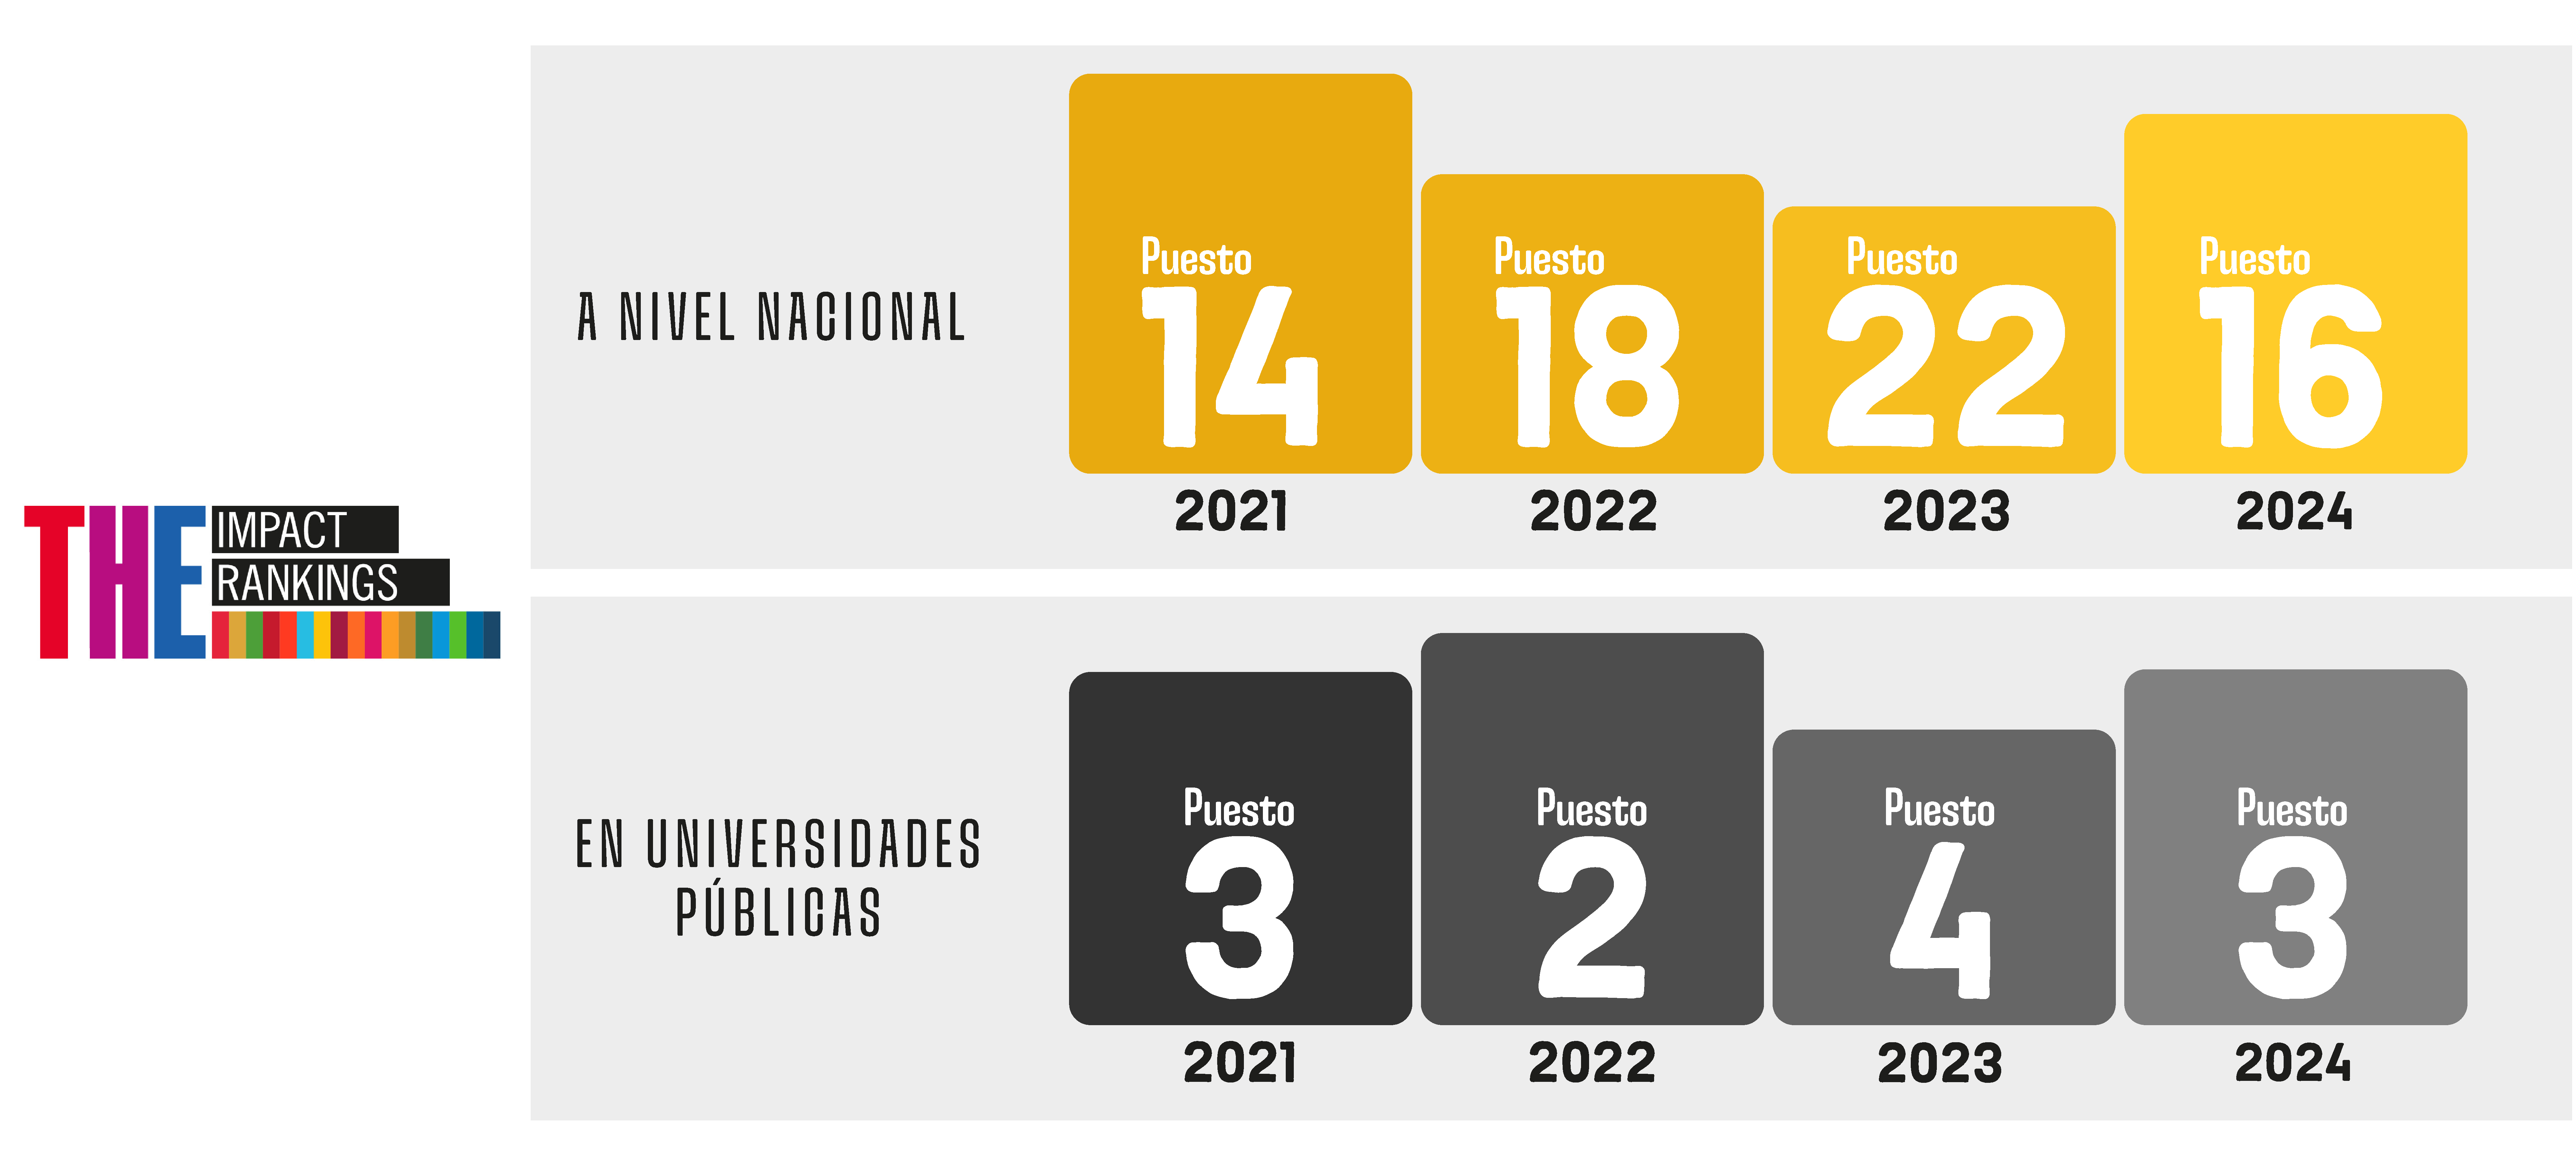 THE IMPACT
RANKINGS
A NIVEL NACIONAL
Puesto
14
2021
Puesto
18
2022
Puesto
22
2023
Puesto
16
2024
EN UNIVERSIDADES
PÚBLICAS
Puesto
3
2021
Puesto
2
2022
Puesto
4
2023
Puesto
3
2024